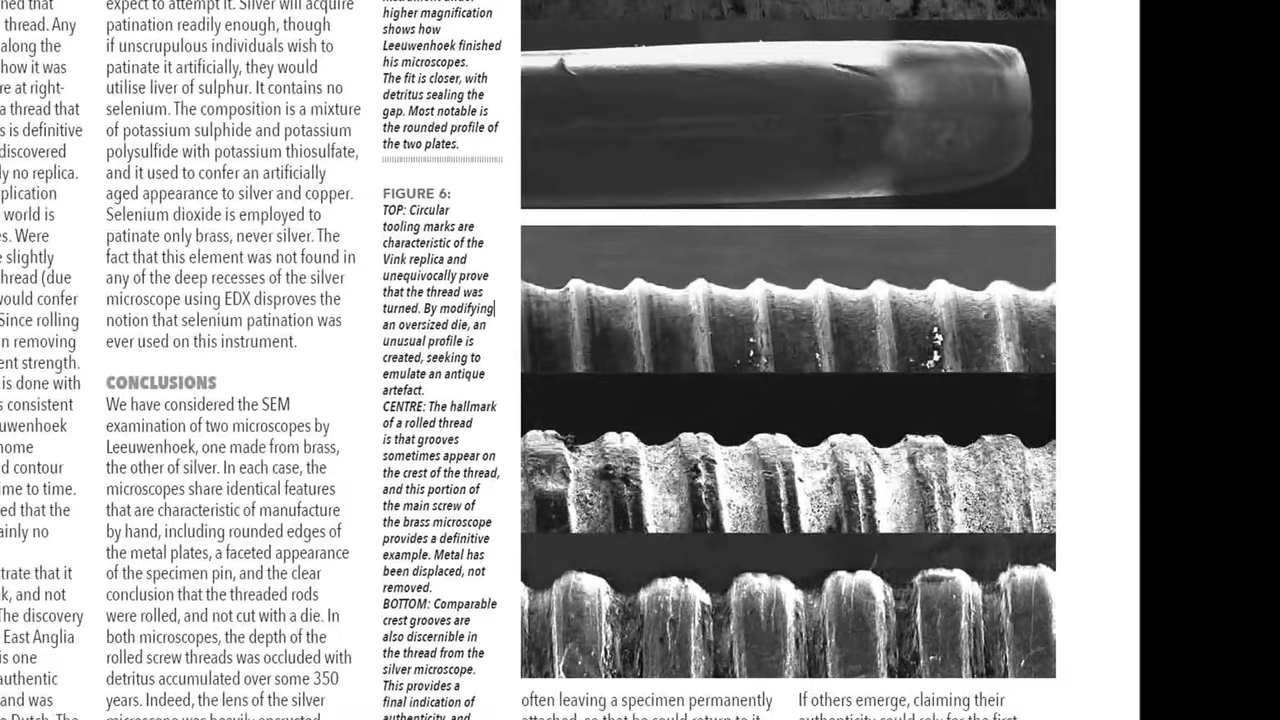 ned that
thread. Any
along the
how it was
re at right-
a thread that
s is definitive
discovered
ly no replica.
plication
world is
es. Were
e slightly
hread (due
would confer
Since rolling
n removing
ent strength.
is done with
s consistent
uwenhoek
nome
d contour
ime to time.
ed that the
ainly no
trate that it
k, and not
The discovery
East Anglia
is one
authentic
and was
expect to attempt it. Silver will acquire
patination readily enough, though
if unscrupulous individuals wish to
patinate it artificially, they would
utilise liver of sulphur. It contains no
selenium. The composition is a mixture
of potassium sulphide and potassium
polysulfide with potassium thiosulfate,
and it used to confer an artificially
aged appearance to silver and copper.
Selenium dioxide is employed to
patinate only brass, never silver. The
fact that this element was not found in
any of the deep recesses of the silver
microscope using EDX disproves the
notion that selenium patination was
ever used on this instrument.
CONCLUSIONS
We have considered the SEM
examination of two microscopes by
Leeuwenhoek, one made from brass,
the other of silver. In each case, the
microscopes share identical features
that are characteristic of manufacture
by hand, including rounded edges of
the metal plates, a faceted appearance
of the specimen pin, and the clear
conclusion that the threaded rods
were rolled, and not cut with a die. In
both microscopes, the depth of the
rolled screw threads was occluded with
detritus accumulated over some 350
years. Indeed, the lens of the silver
higher magnification
shows how
Leeuwenhoek finished
his microscopes.
The fit is closer, with
detritus sealing the
gap. Most notable is
the rounded profile of
the two plates.
FIGURE 6:
TOP: Circular
tooling marks are
characteristic of the
Vink replica and
unequivocally prove
that the thread was
turned. By modifying
an oversized die, an
unusual profile is
created, seeking to
emulate an antique
artefact.
CENTRE: The hallmark
of a rolled thread
is that grooves
sometimes appear on
the crest of the thread,
and this portion of
the main screw of
the brass microscope
provides a definitive
example. Metal has
been displaced, not
removed.
BOTTOM: Comparable
crest grooves are
also discernible in
the thread from the
silver microscope.
This provides a
final indication of
often leaving a specimen permanently
If others emerge, claiming their